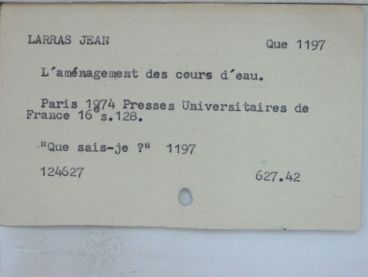 LARRAS JEAN Que 1197
L'aménagement des cours d'eau.
Paris 1974 Presses Universitaires de
France 16° s.128.
"Que sais-je ?" 1197
124627 627.42